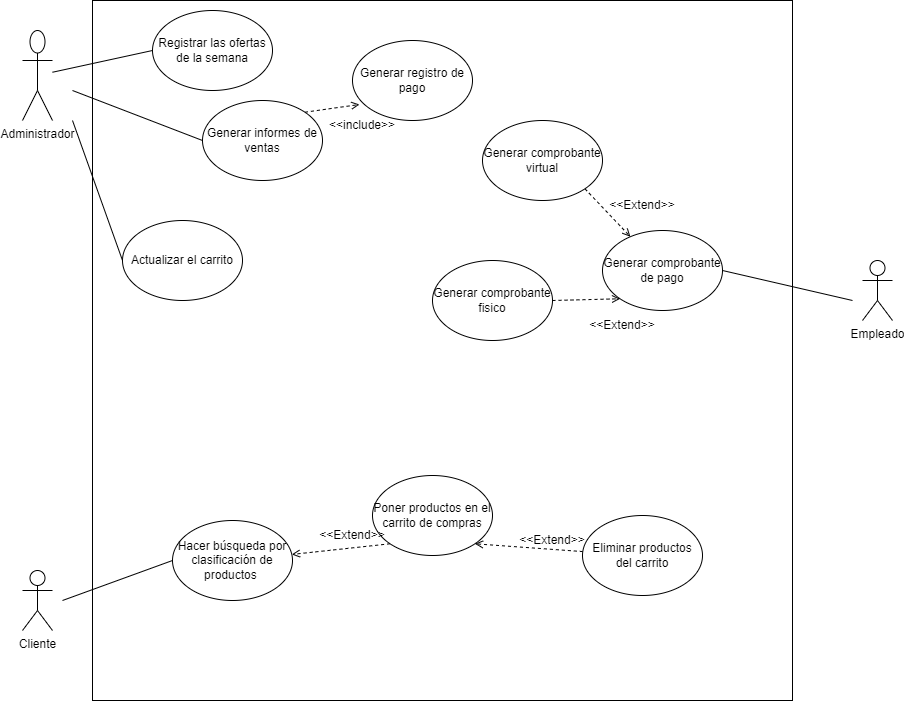 Registrar las ofertas
de la semana
Administrador
Generar registro de
pago
<<include>>
Generar informes de
ventas
Generar comprobante
virtual
<<Extend>>
Actualizar el carrito
Generar comprobante
de pago
Generar comprobante
fisico
<<Extend>>
Empleado
Poner productos en el
carrito de compras
<<Extend>>
<<Extend>>
Hacer búsqueda por
clasificación de
productos
Eliminar productos
del carrito
Cliente